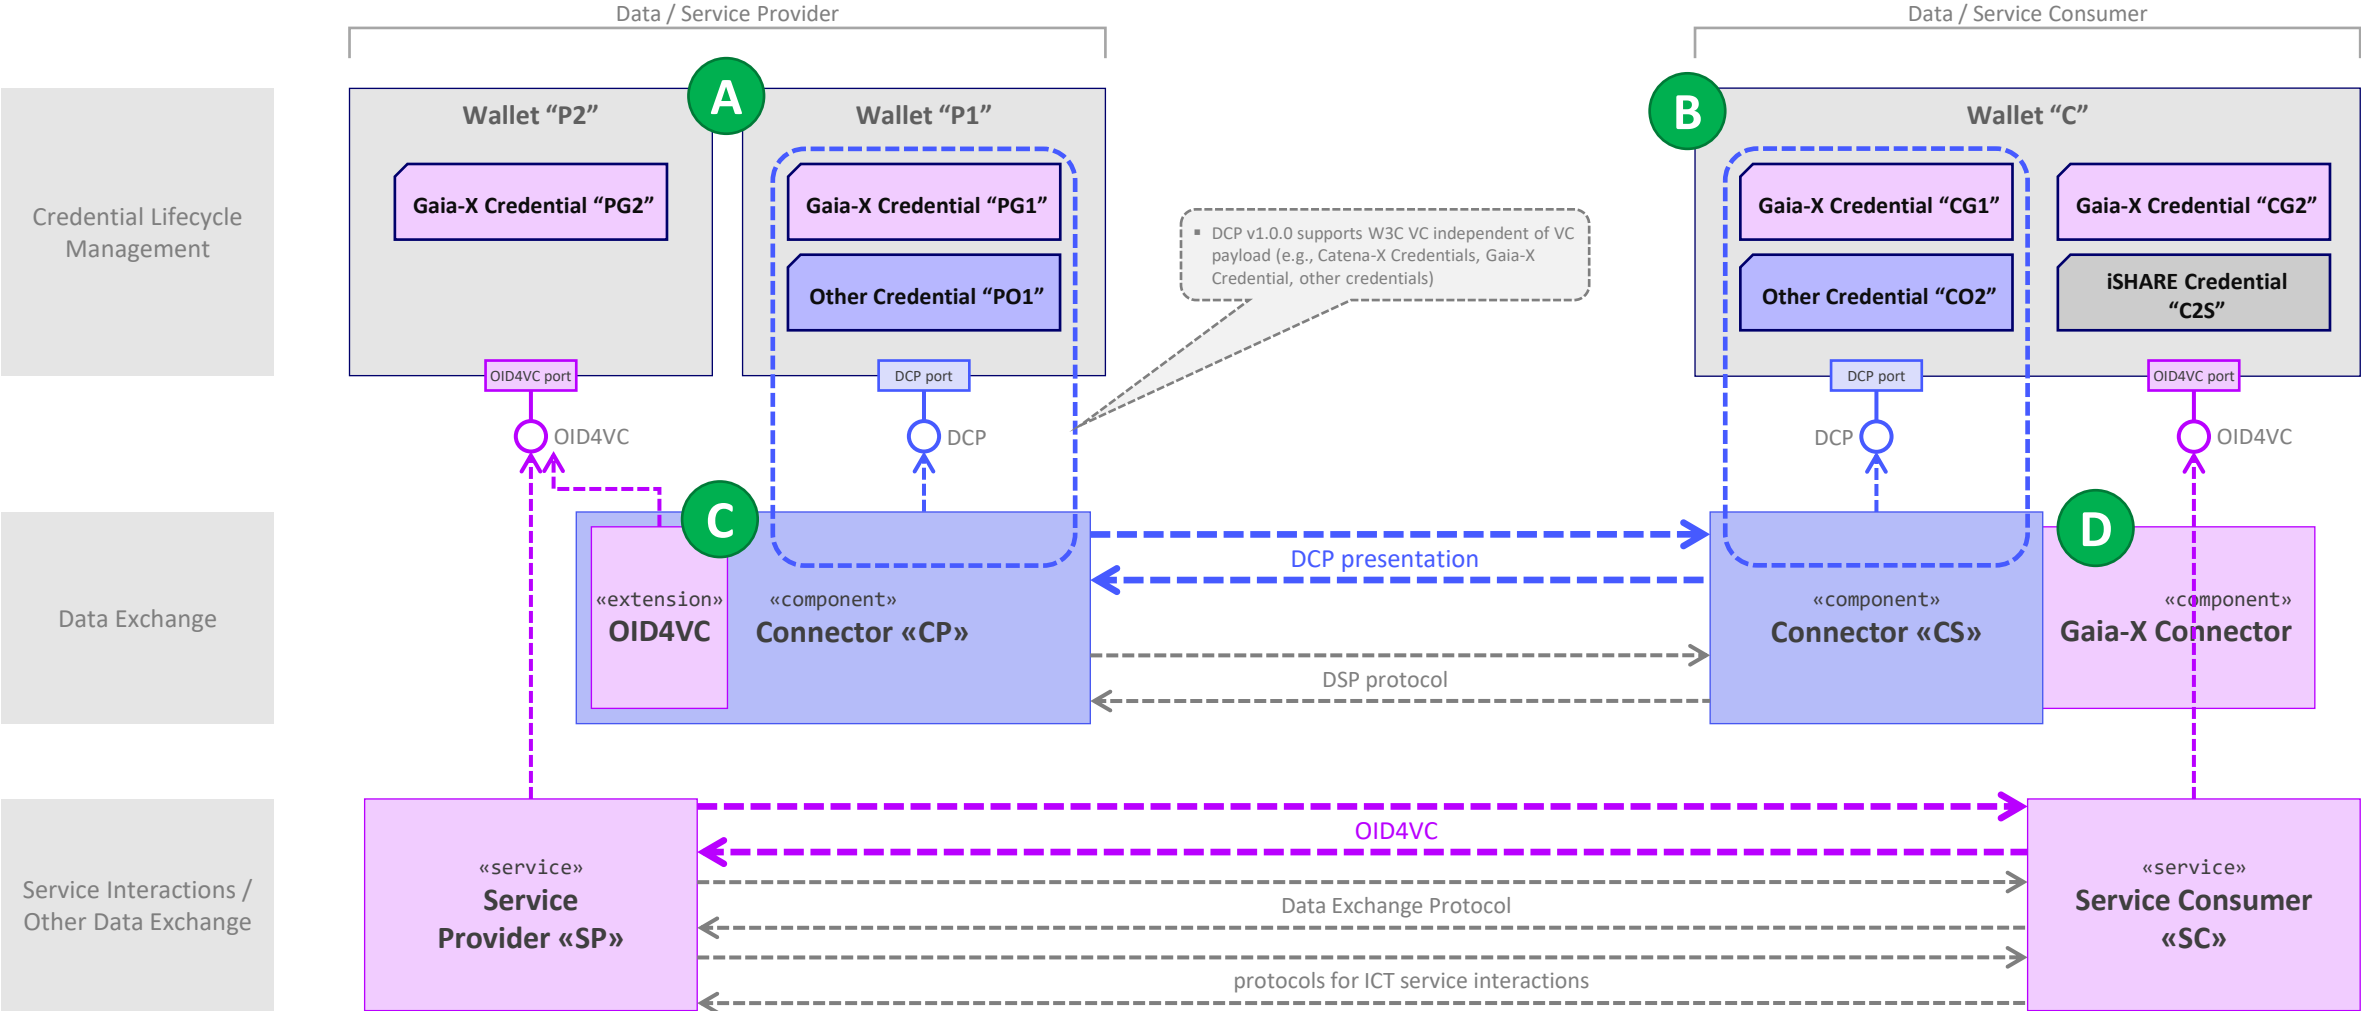 Data / Service Provider
Data / Service Consumer
Credential Lifecycle
Management
A
Wallet “P2”
Gaia-X Credential “PG2”
OID4VC port
OID4VC
Wallet “P1”
Gaia-X Credential “PG1”
Other Credential “PO1”
DCP port
DCP
▪ DCP v1.0.0 supports W3C VC independent of VC
payload (e.g., Catena-X Credentials, Gaia-X
Credential, other credentials)
B
Wallet “C”
Gaia-X Credential “CG1”
Gaia-X Credential “CG2”
Other Credential “CO2”
iSHARE Credential
“C2S”
DCP port
OID4VC port
DCP
OID4VC
Data Exchange
C
«extension»
OID4VC
«component»
Connector «CP»
DCP presentation
DSP protocol
«component»
Connector «CS»
D
«component»
Gaia-X Connector
Service Interactions /
Other Data Exchange
«service»
Service
Provider «SP»
OID4VC
Data Exchange Protocol
protocols for ICT service interactions
«service»
Service Consumer
«SC»